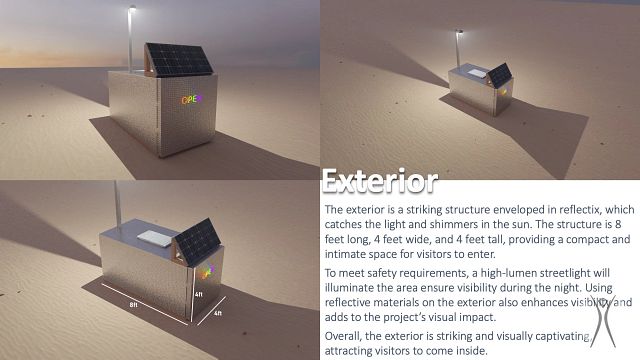 OPEN
Exterior
The exterior is a striking structure enveloped in reflectix, which
catches the light and shimmers in the sun. The structure is 8
feet long, 4 feet wide, and 4 feet tall, providing a compact and
intimate space for visitors to enter.
To meet safety requirements, a high-lumen streetlight will
illuminate the area ensure visibility during the night. Using
reflective materials on the exterior also enhances visibility and
adds to the project's visual impact.
Overall, the exterior is striking and visually captivating,
attracting visitors to come inside.
8ft
4ft
4ft